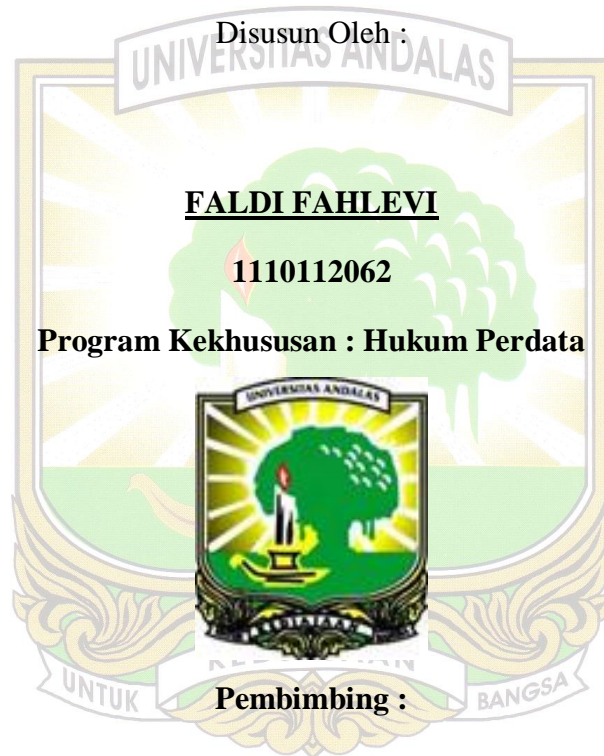 Disusun Oleh :
UNIVERSITAS ANDALAS
FALDI FAHLEVI
1110112062
Program Kekhususan : Hukum Perdata
UNIVERSITAS ANDALAS
UNTUK
BANGSA
Pembimbing :